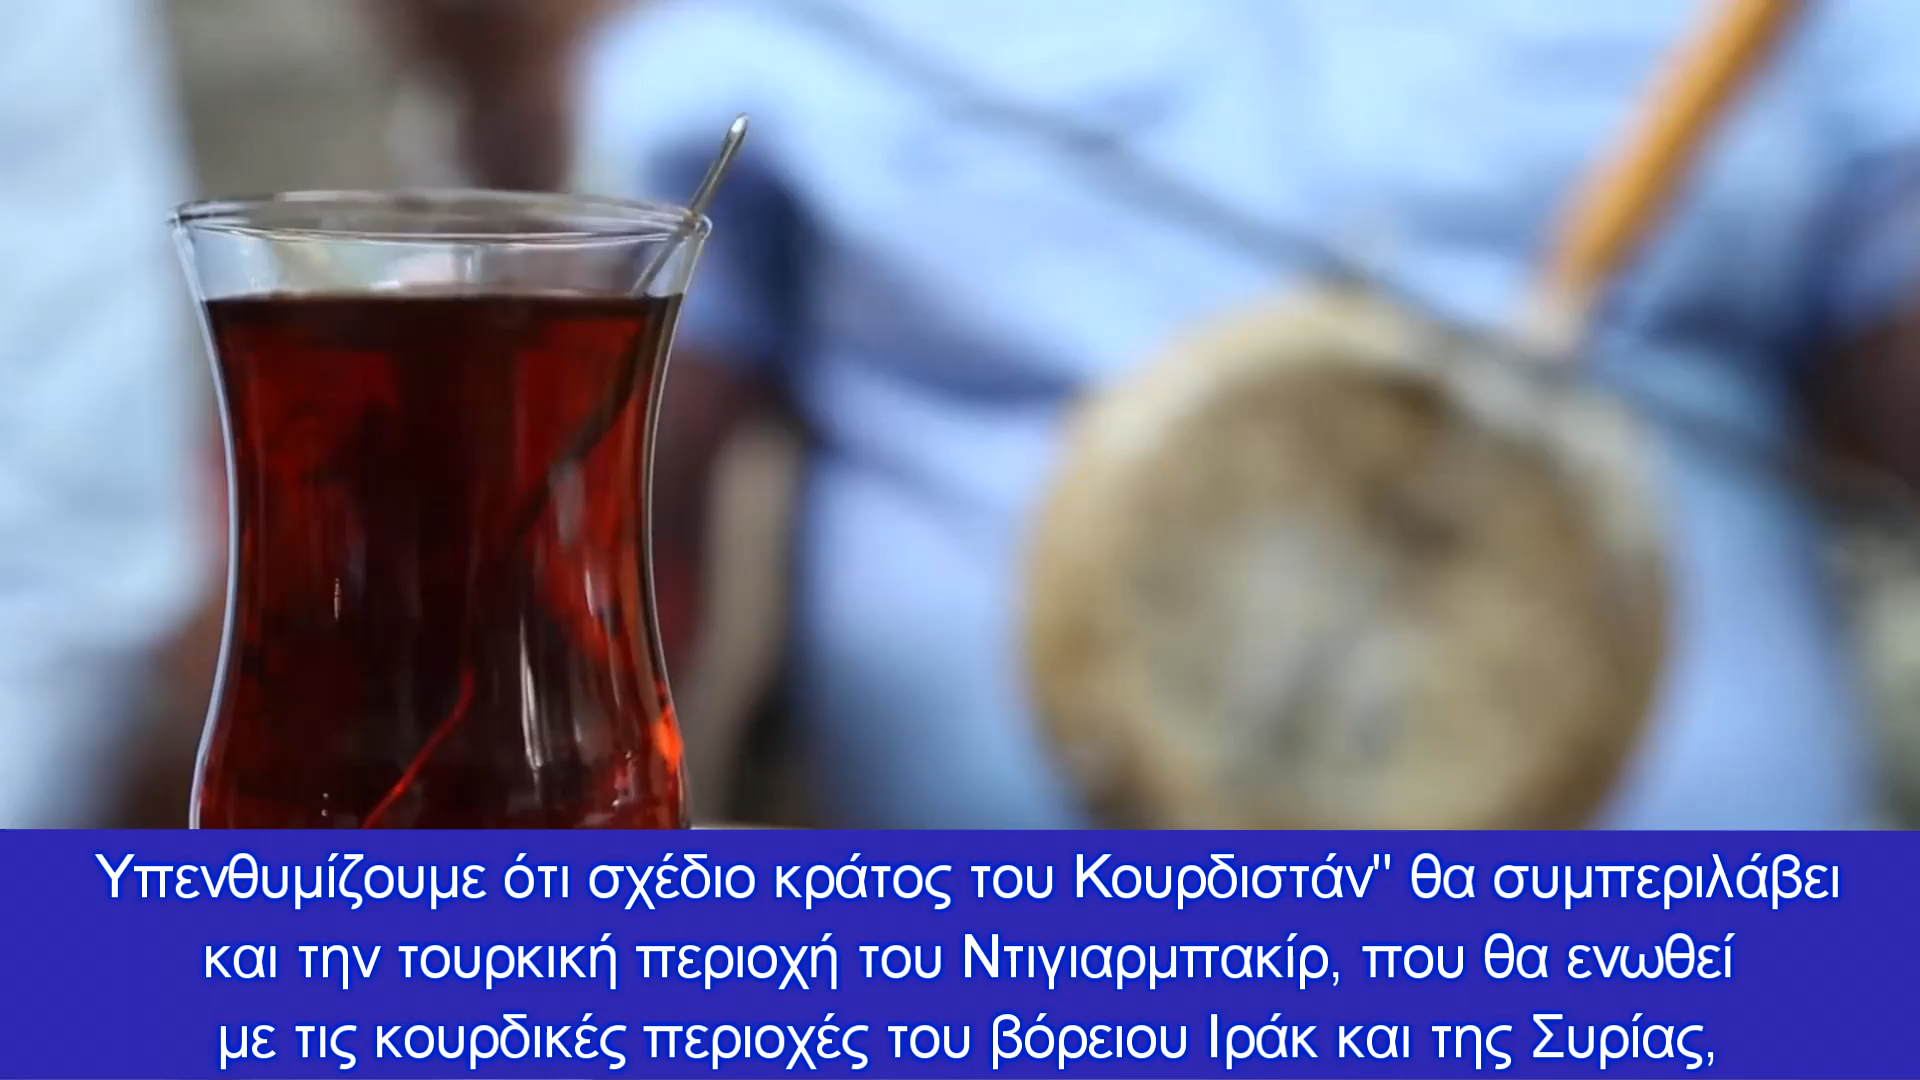 Υπενθυμίζουμε ότι σχέδιο κράτος του Κουρδιστάν" θα συμπεριλάβει
και την τουρκική περιοχή του Ντιγιαρμπακίρ, που θα ενωθεί
με τις κουρδικές περιοχές του βόρειου Ιράκ και της Συρίας,